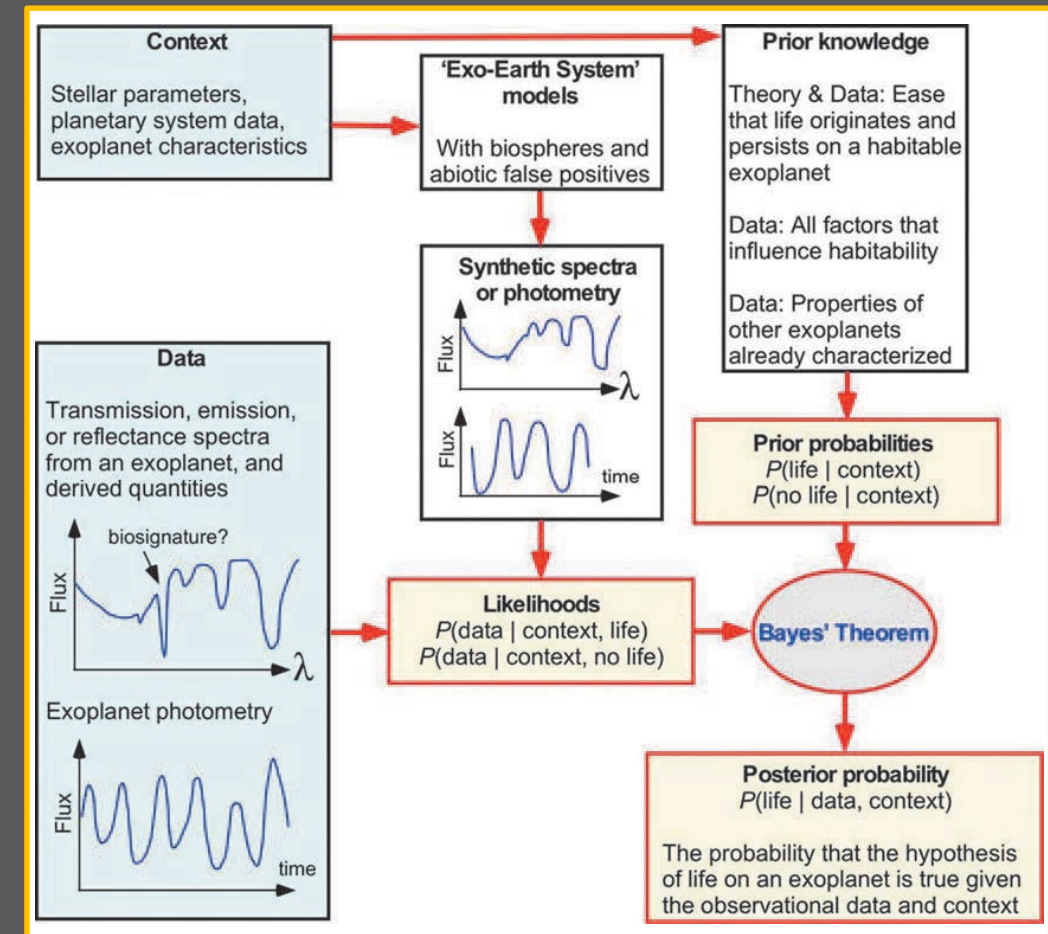 Context
Stellar parameters,
planetary system data,
exoplanet characteristics
‘Exo-Earth System’
models
With biospheres and
abiotic false positives
Prior knowledge
Theory & Data: Ease
that life originates and
persists on a habitable
exoplanet
Data: All factors that
influence habitability
Data: Properties of
other exoplanets
already characterized
Synthetic spectra
or photometry
Flux
λ
Flux
time
Data
Transmission, emission,
or reflectance spectra
from an exoplanet, and
derived quantities
biosignature?
Flux
λ
Exoplanet photometry
Flux
time
Prior probabilities
P(life | context)
P(no life | context)
Likelihoods
P(data | context, life)
P(data | context, no life)
Bayes’ Theorem
Posterior probability
P(life | data, context)
The probability that the hypothesis
of life on an exoplanet is true given
the observational data and context